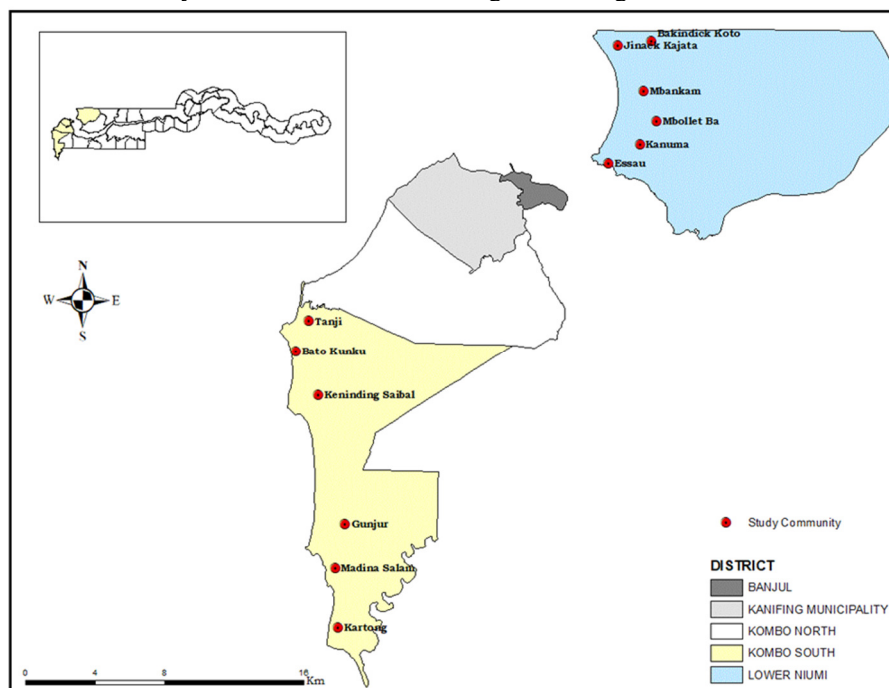 Bakindick Koto
Jinack Kajata
Mbankam
Mbollet Ba
Kanuma
Essau
N
W E
S
Tanji
Bato Kunku
Keninding Saibal
Gunjur
Madina Salam
Kartong
Study Community
DISTRICT
BANJUL
KANIFING MUNICIPALITY
KOMBO NORTH
KOMBO SOUTH
LOWER NIUMI
0 4 8 16
Km